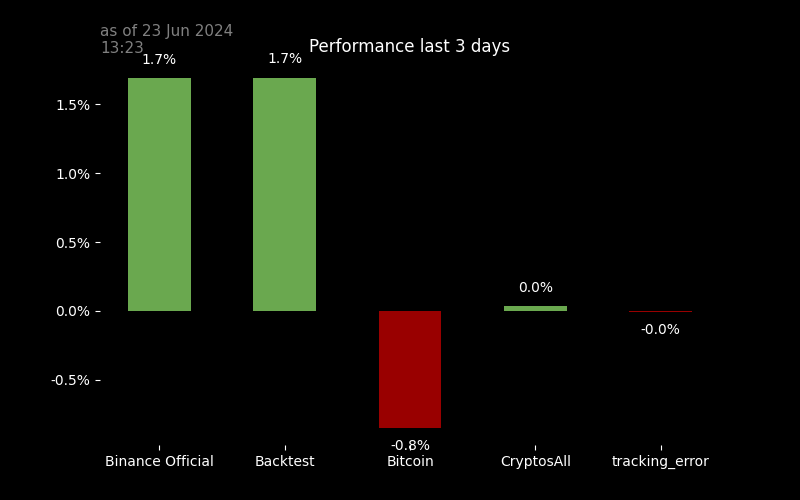 as of 23 Jun 2024
13:23
Performance last 3 days
1.7%
1.7%
1.5%
1.0%
0.5%
0.0%
0.0%
-0.0%
-0.5%
-0.8%
Binance Official
Backtest
Bitcoin
CryptosAll
tracking_error